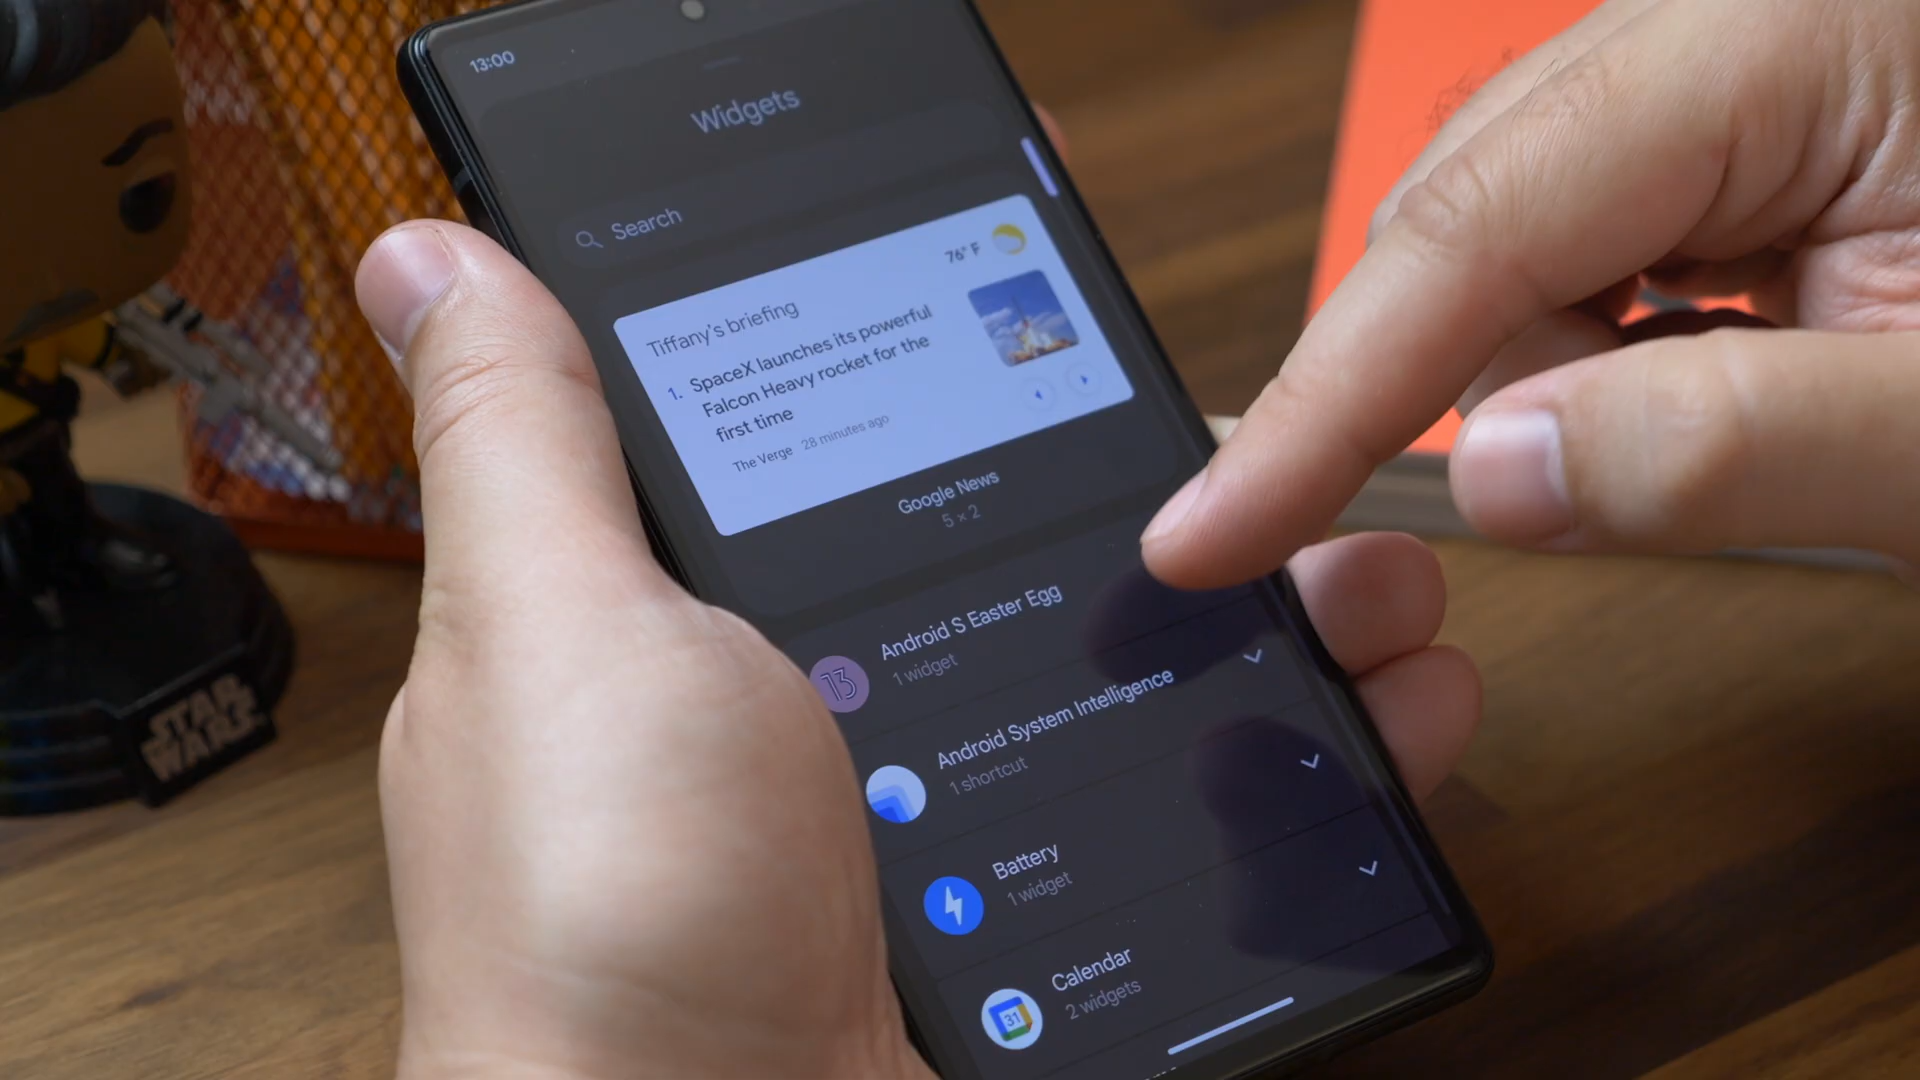 13:00
Widgets
Search
76° F
Tiffany's briefing
1. SpaceX launches its powerful
Falcon Heavy rocket for the
first time
The Verge 28 minutes ago
Google News
5 × 2
13
Android S Easter Egg
1 widget
Android System Intelligence
1 shortcut
Battery
1 widget
31
Calendar
2 widgets
STAR
WARS